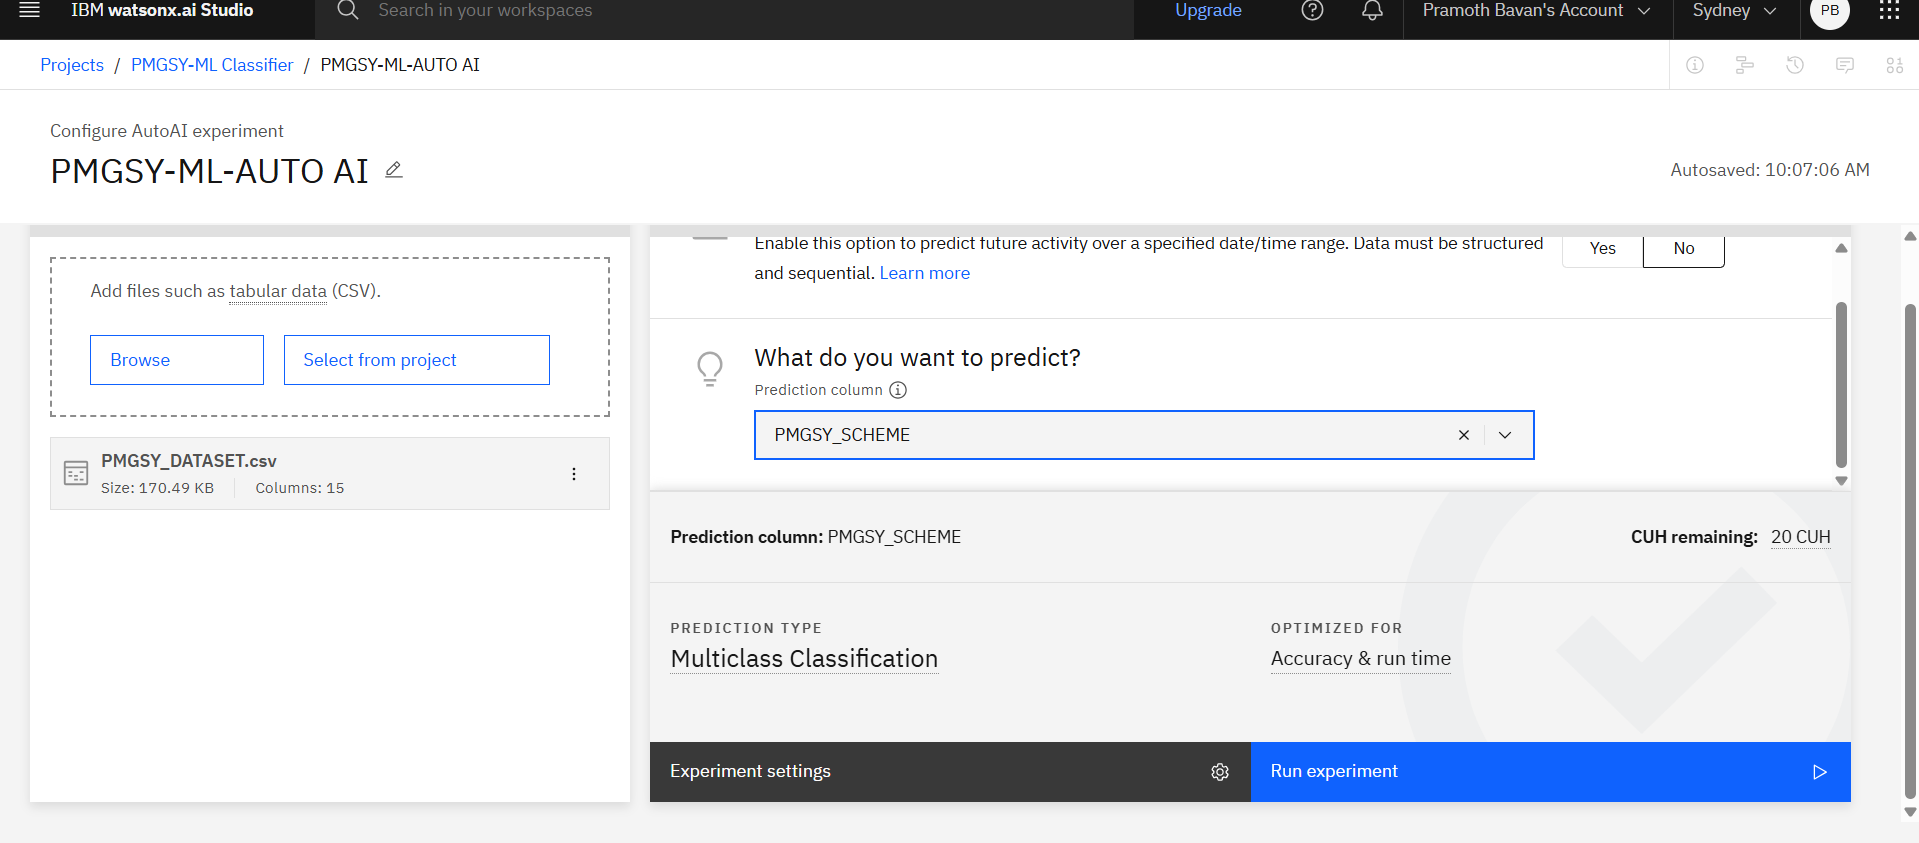 IBM watsonx.ai Studio
Search in your workspaces
Upgrade
Pramoth Bavan's Account
Sydney
PB
Projects / PMGSY-ML Classifier / PMGSY-ML-AUTO AI
Configure AutoAI experiment
PMGSY-ML-AUTO AI
Autosaved: 10:07:06 AM
Add files such as tabular data (CSV).
Browse
Select from project
PMGSY_DATASET.csv
Size: 170.49 KB
Columns: 15
Enable this option to predict future activity over a specified date/time range. Data must be structured
and sequential. Learn more
Yes
No
What do you want to predict?
Prediction column
PMGSY_SCHEME
Prediction column: PMGSY_SCHEME
CUH remaining: 20 CUH
PREDICTION TYPE
Multiclass Classification
OPTIMIZED FOR
Accuracy & run time
Experiment settings
Run experiment